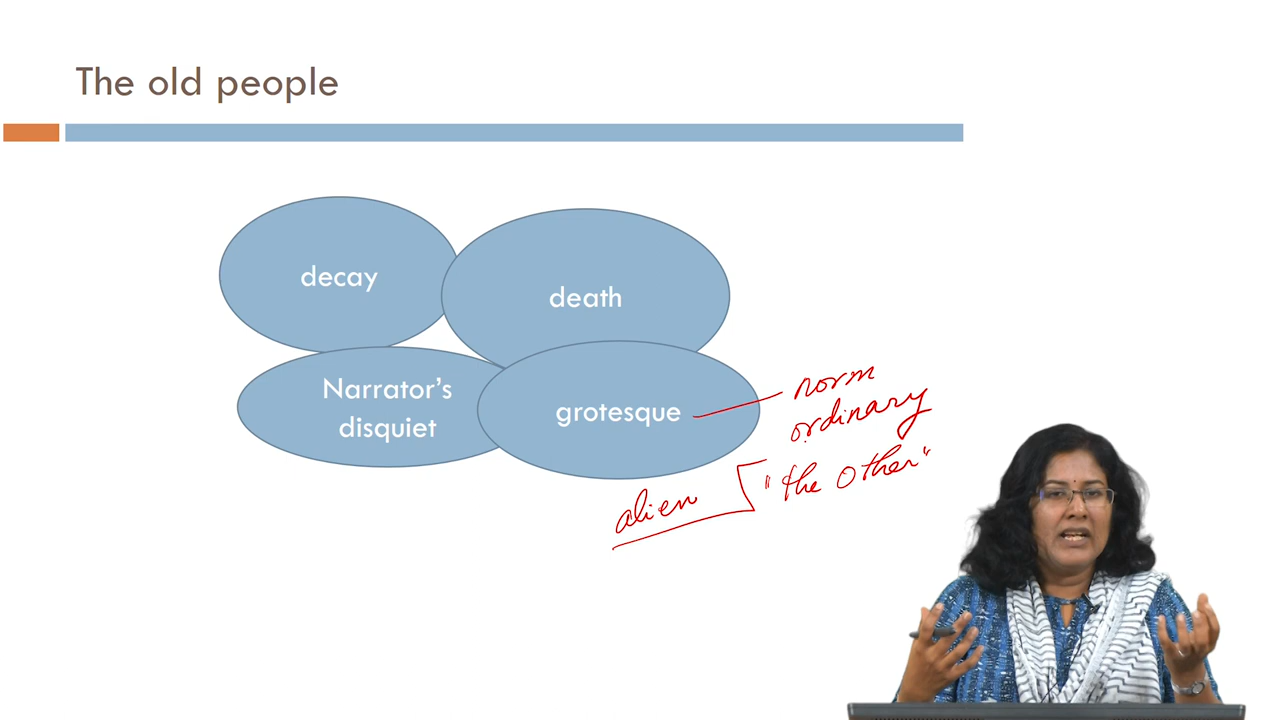 The old people
decay
death
Narrator's
disquiet
grotesque
norm
ordinary
"the other"
alien